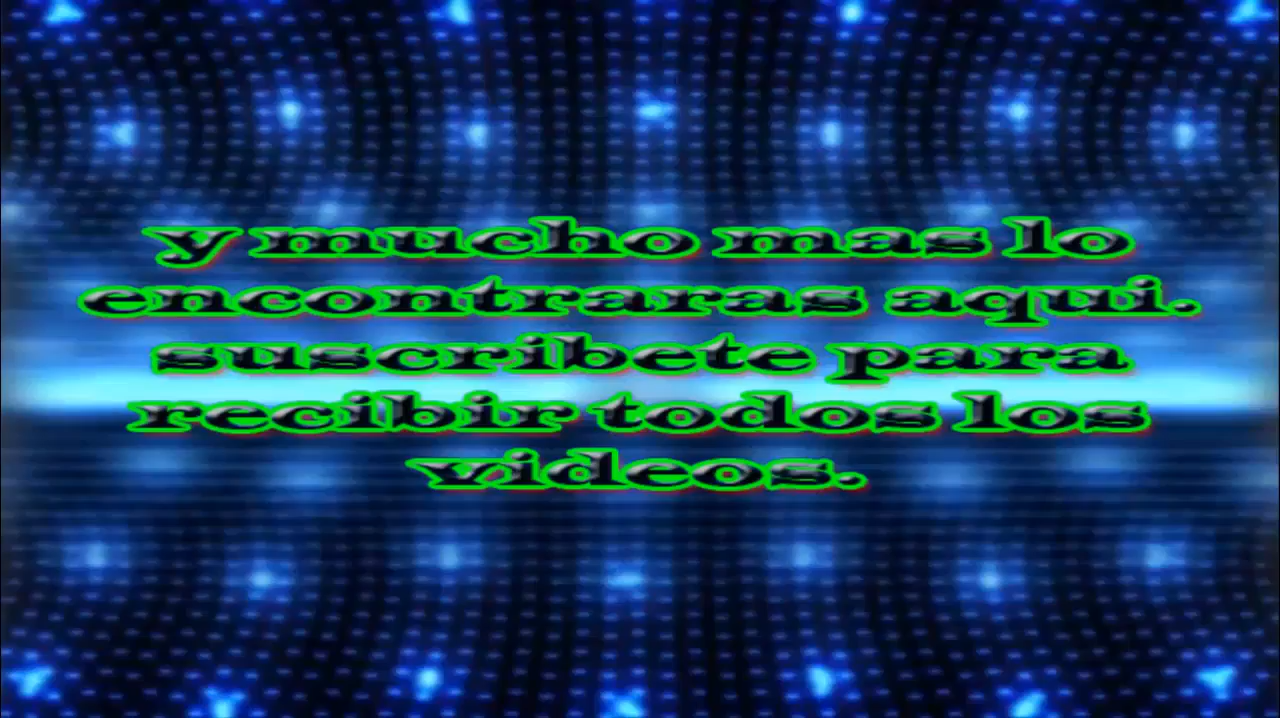 y mucho mas lo
encontraras aqui.
suscribete para
recibir todos los
videos.